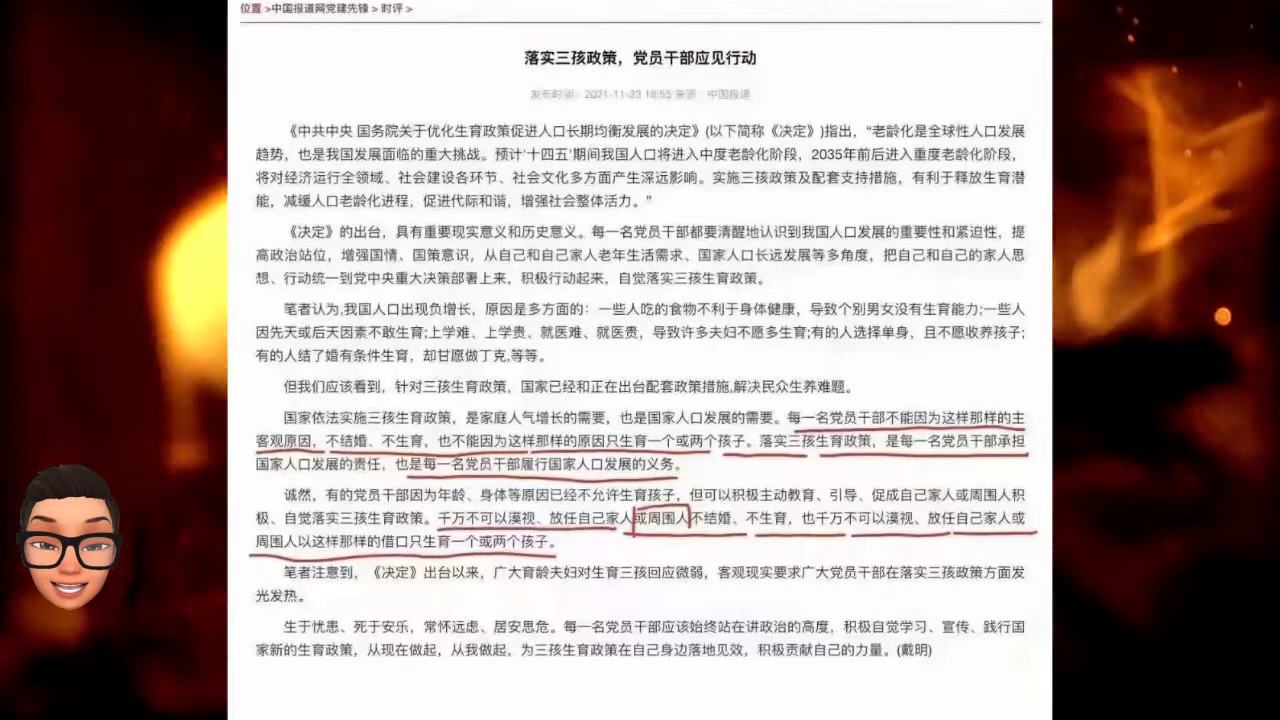 位置 >中国报道网党建先锋 > 时评 >
落实三孩政策，党员干部应见行动
发布时间：2021-11-23 18:55 来源：中国报道
《中共中央 国务院关于优化生育政策促进人口长期均衡发展的决定》(以下简称《决定》)指出，“老龄化是全球性人口发展
趋势，也是我国发展面临的重大挑战。预计‘十四五’期间我国人口将进入中度老龄化阶段，2035年前后进入重度老龄化阶段，
将对经济运行全领域、社会建设各环节、社会文化多方面产生深远影响。实施三孩政策及配套支持措施，有利于释放生育潜
能，减缓人口老龄化进程，促进代际和谐，增强社会整体活力。”
《决定》的出台，具有重要现实意义和历史意义。每一名党员干部都要清醒地认识到我国人口发展的重要性和紧迫性，提
高政治站位，增强国情、国策意识，从自己和自己家人老年生活需求、国家人口长远发展等多角度，把自己和自己的家人思
想、行动统一到党中央重大决策部署上来，积极行动起来，自觉落实三孩生育政策。
笔者认为,我国人口出现负增长，原因是多方面的：一些人吃的食物不利于身体健康，导致个别男女没有生育能力;一些人
因先天或后天因素不敢生育;上学难、上学贵、就医难、就医贵，导致许多夫妇不愿多生育;有的人选择单身，且不愿收养孩子;
有的人结了婚有条件生育，却甘愿做丁克,等等。
但我们应该看到，针对三孩生育政策，国家已经和正在出台配套政策措施,解决民众生养难题。
国家依法实施三孩生育政策，是家庭人气增长的需要，也是国家人口发展的需要。每一名党员干部不能因为这样那样的主
客观原因，不结婚、不生育，也不能因为这样那样的原因只生育一个或两个孩子。落实三孩生育政策，是每一名党员干部承担
国家人口发展的责任，也是每一名党员干部履行国家人口发展的义务。
诚然，有的党员干部因为年龄、身体等原因已经不允许生育孩子，但可以积极主动教育、引导、促成自己家人或周围人积
极、自觉落实三孩生育政策。千万不可以漠视、放任自己家人或周围人不结婚、不生育，也千万不可以漠视、放任自己家人或
周围人以这样那样的借口只生育一个或两个孩子。
笔者注意到，《决定》出台以来，广大育龄夫妇对生育三孩回应微弱，客观现实要求广大党员干部在落实三孩政策方面发
光发热。
生于忧患、死于安乐，常怀远虑、居安思危。每一名党员干部应该始终站在讲政治的高度，积极自觉学习、宣传、践行国
家新的生育政策，从现在做起，从我做起，为三孩生育政策在自己身边落地见效，积极贡献自己的力量。(戴明)